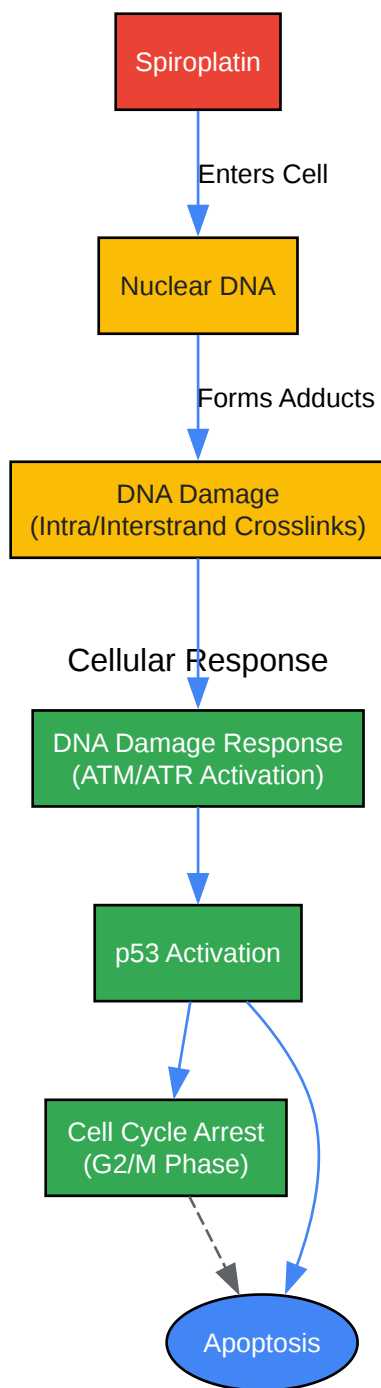 Spiroplatin
Enters Cell
Nuclear DNA
Forms Adducts
DNA Damage
(Intra/Interstrand Crosslinks)
Cellular Response
DNA Damage Response
(ATM/ATR Activation)
p53 Activation
Cell Cycle Arrest
(G2/M Phase)
Apoptosis